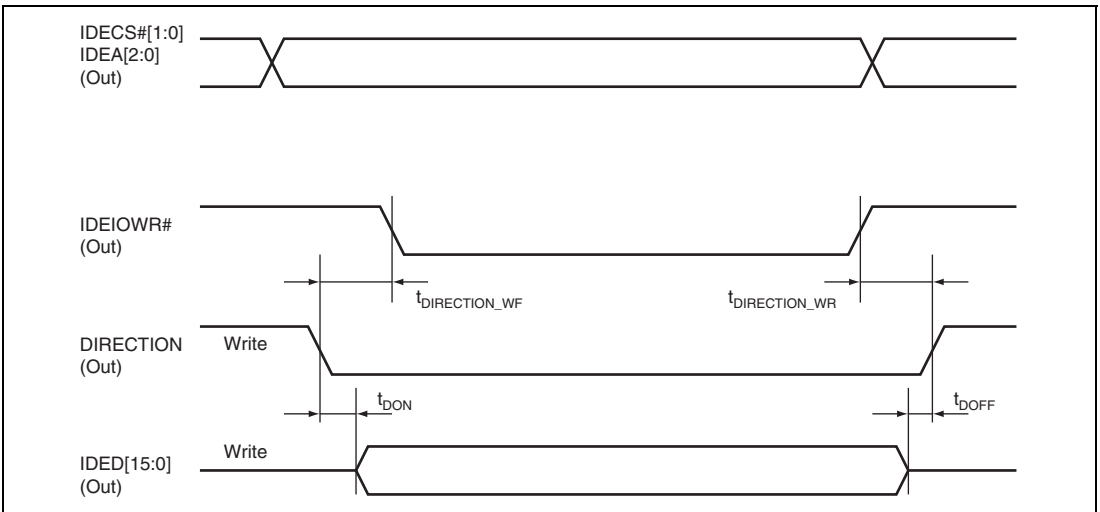 IDECS#[1:0]
IDEA[2:0]
(Out)
IDEIOWR#
(Out)
tDIRECTION_WF
tDIRECTION_WR
DIRECTION
(Out)
Write
tDON
tDOFF
IDED[15:0]
(Out)
Write